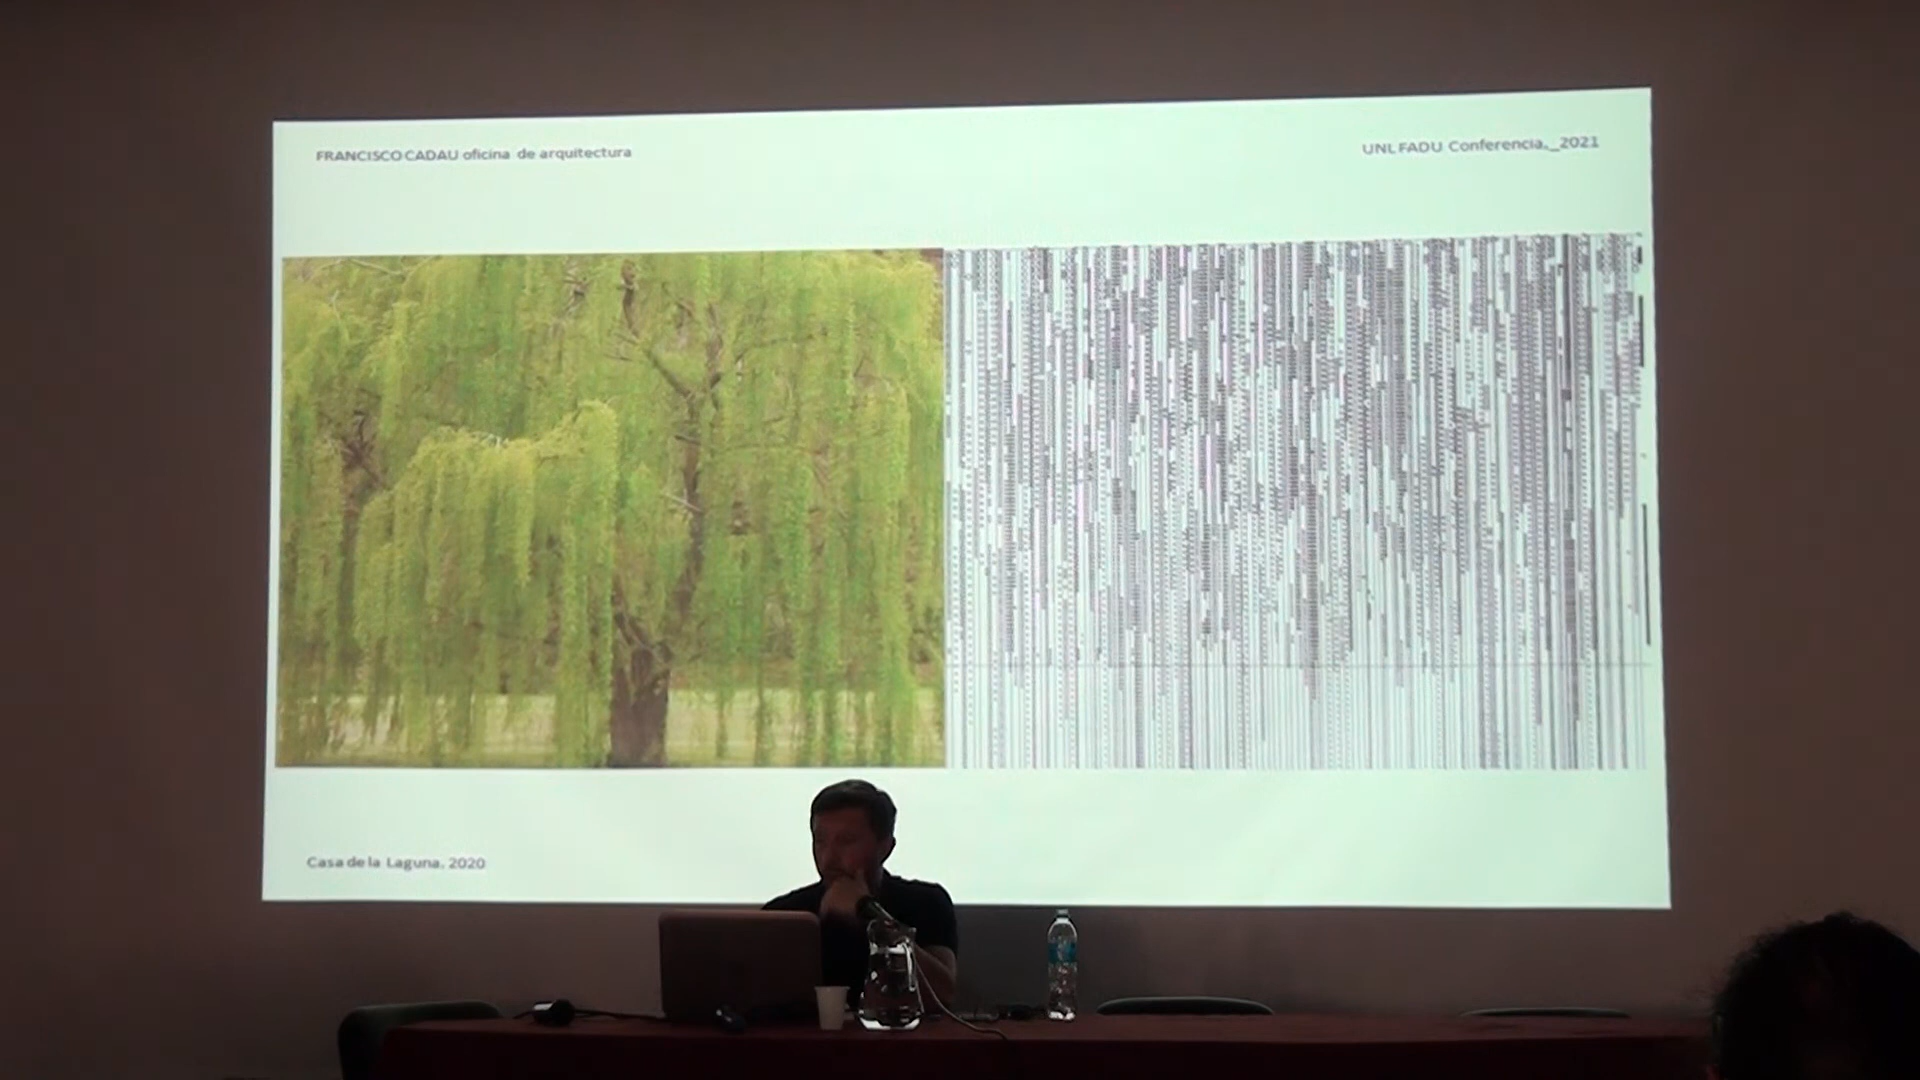 FRANCISCO CADAU oficina de arquitectura
UNL FADU Conferencia._2021
Casa de la Laguna. 2020